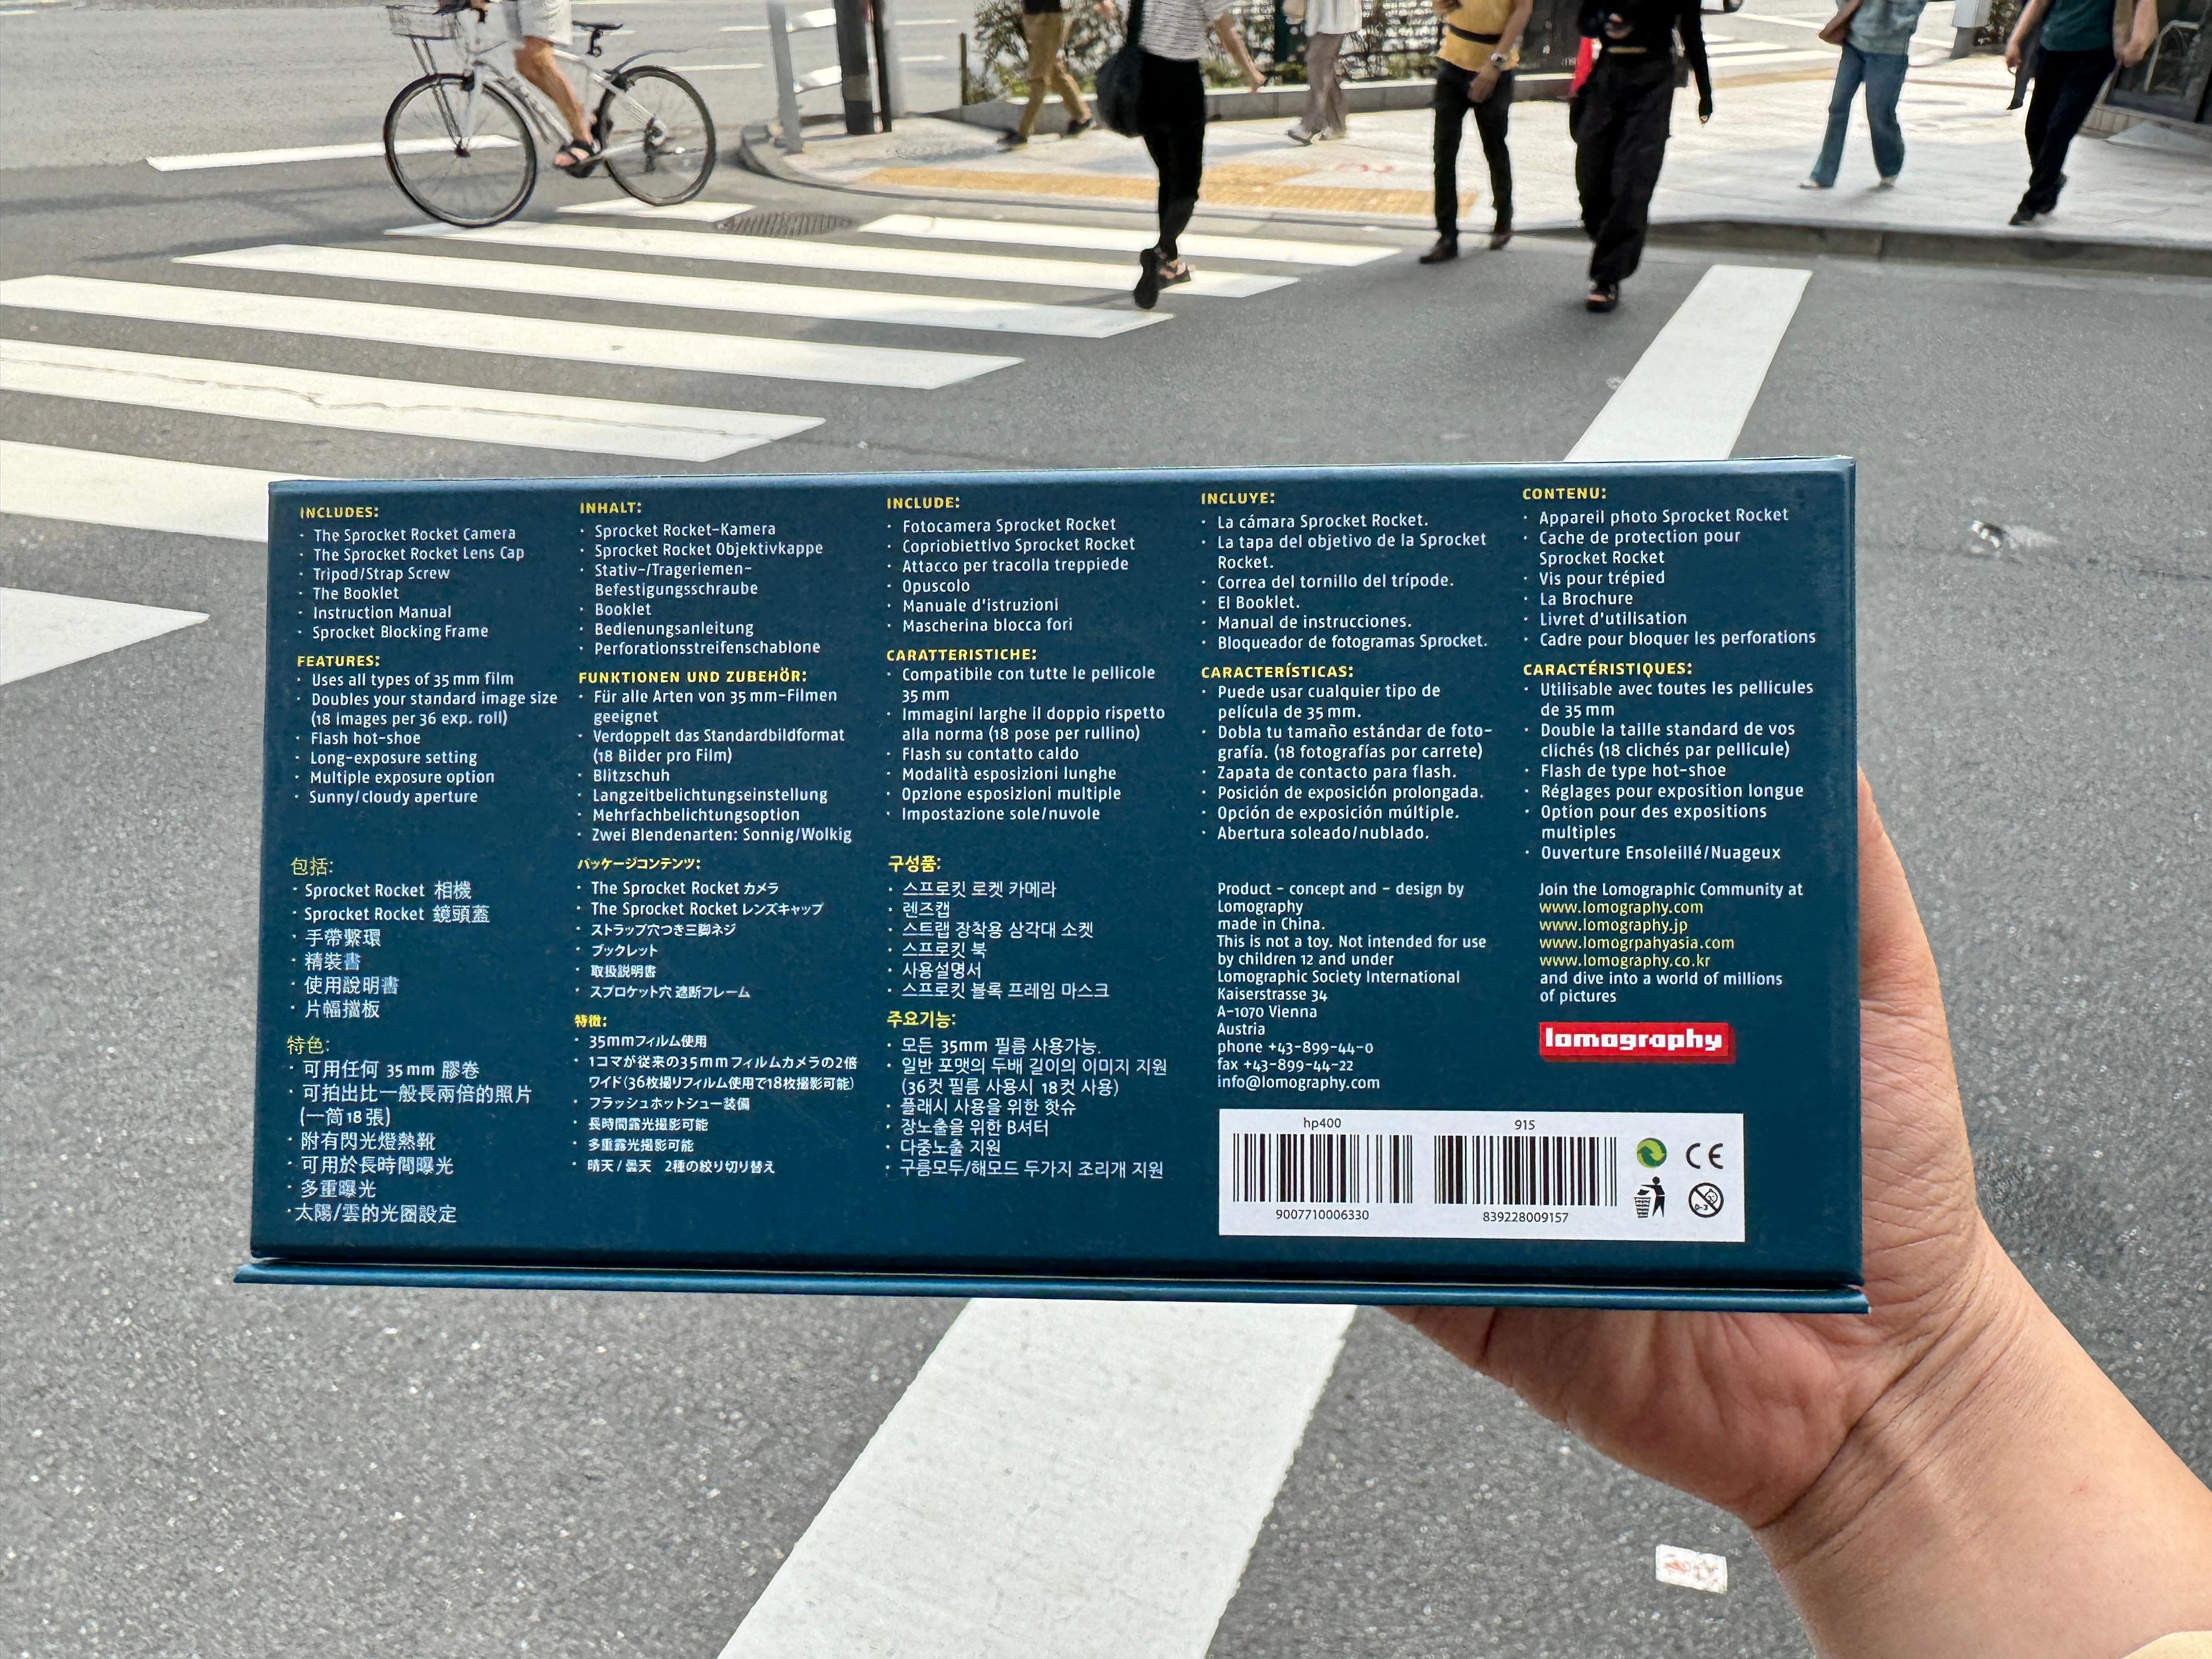 INCLUDES:
· The Sprocket Rocket Camera
· The Sprocket Rocket Lens Cap
· Tripod/Strap Screw
· The Booklet
· Instruction Manual
· Sprocket Blocking Frame
FEATURES:
· Uses all types of 35 mm film
· Doubles your standard image size
(18 images per 36 exp. roll)
· Flash hot-shoe
· Long-exposure setting
· Multiple exposure option
· Sunny/cloudy aperture
INHALT:
· Sprocket Rocket-Kamera
· Sprocket Rocket Objektivkappe
· Stativ-/Trageriemen-
Befestigungsschraube
· Booklet
· Bedienungsanleitung
· Perforationsstreifenschablone
FUNKTIONEN UND ZUBEHÖR:
· Für alle Arten von 35 mm-Filmen
geeignet
· Verdoppelt das Standardbildformat
(18 Bilder pro Film)
· Blitzschuh
· Langzeitbelichtungseinstellung
· Mehrfachbelichtungsoption
· Zwei Blendenarten: Sonnig/Wolkig
INCLUDE:
· Fotocamera Sprocket Rocket
· Copriobiettivo Sprocket Rocket
· Attacco per tracolla treppiede
· Opuscolo
· Manuale d'istruzioni
· Mascherina blocca fori
CARATTERISTICHE:
· Compatibile con tutte le pellicole
35 mm
· Immagini larghe il doppio rispetto
alla norma (18 pose per rullino)
· Flash su contatto caldo
· Modalità esposizioni lunghe
· Opzione esposizioni multiple
· Impostazione sole/nuvole
INCLUYE:
· La cámara Sprocket Rocket.
· La tapa del objetivo de la Sprocket
Rocket.
· Correa del tornillo del trípode.
· El Booklet.
· Manual de instrucciones.
· Bloqueador de fotogramas Sprocket.
CARACTERÍSTICAS:
· Puede usar cualquier tipo de
película de 35 mm.
· Dobla tu tamaño estándar de foto-
grafía. (18 fotografías por carrete)
· Zapata de contacto para flash.
· Posición de exposición prolongada.
· Opción de exposición múltiple.
· Abertura soleado/nublado.
CONTENU:
· Appareil photo Sprocket Rocket
· Cache de protection pour
Sprocket Rocket
· Vis pour trépied
· La Brochure
· Livret d'utilisation
· Cadre pour bloquer les perforations
CARACTÉRISTIQUES:
· Utilisable avec toutes les pellicules
de 35 mm
· Double la taille standard de vos
clichés (18 clichés par pellicule)
· Flash de type hot-shoe
· Réglages pour exposition longue
· Option pour des expositions
multiples
· Ouverture Ensoleillé/Nuageux
包括:
· Sprocket Rocket 相機
· Sprocket Rocket 鏡頭蓋
· 手帶繫環
· 精裝書
· 使用說明書
· 片幅擋板
特色:
· 可用任何 35 mm 膠卷
· 可拍出比一般長兩倍的照片
(一筒18 張)
· 附有閃光燈熱靴
· 可用於長時間曝光
· 多重曝光
·太陽/雲的光圈設定
パッケージコンテンツ:
· The Sprocket Rocket カメラ
· The Sprocket Rocket レンズキャップ
· ストラップ穴つき三脚ネジ
· ブックレット
· 取扱説明書
· スプロケット穴 遮断フレーム
特徴:
· 35mmフィルム使用
· 1コマが従来の35mmフィルムカメラの2倍
ワイド(36枚撮りフィルム使用で18枚撮影可能)
· フラッシュホットシュー装備
· 長時間露光撮影可能
· 多重露光撮影可能
· 晴天 / 曇天 2種の絞り切り替え
구성품:
· 스프로킷 로켓 카메라
· 렌즈캡
· 스트랩 장착용 삼각대 소켓
· 스프로킷 북
· 사용설명서
· 스프로킷 블록 프레임 마스크
주요기능:
· 모든 35mm 필름 사용가능.
· 일반 포맷의 두배 길이의 이미지 지원
(36컷 필름 사용시 18컷 사용)
· 플래시 사용을 위한 핫슈
· 장노출을 위한 B셔터
· 다중노출 지원
· 구름모두/해모드 두가지 조리개 지원
Product - concept and - design by
Lomography
made in China.
This is not a toy. Not intended for use
by children 12 and under
Lomographic Society International
Kaiserstrasse 34
A-1070 Vienna
Austria
phone +43-899-44-0
fax +43-899-44-22
info@lomography.com
Join the Lomographic Community at
www.lomography.com
www.lomography.jp
www.lomogrpahyasia.com
www.lomography.co.kr
and dive into a world of millions
of pictures
lomography
hp400
9007710006330
915
839228009157
CE
0-3